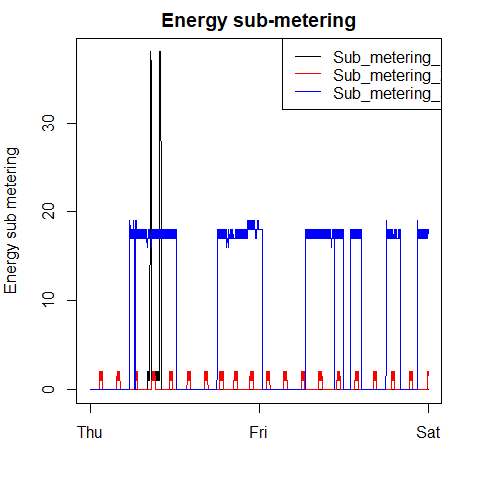 Energy sub-metering
Sub_metering_
Sub_metering_
Sub_metering_
Energy sub metering
30
20
10
0
Thu
Fri
Sat